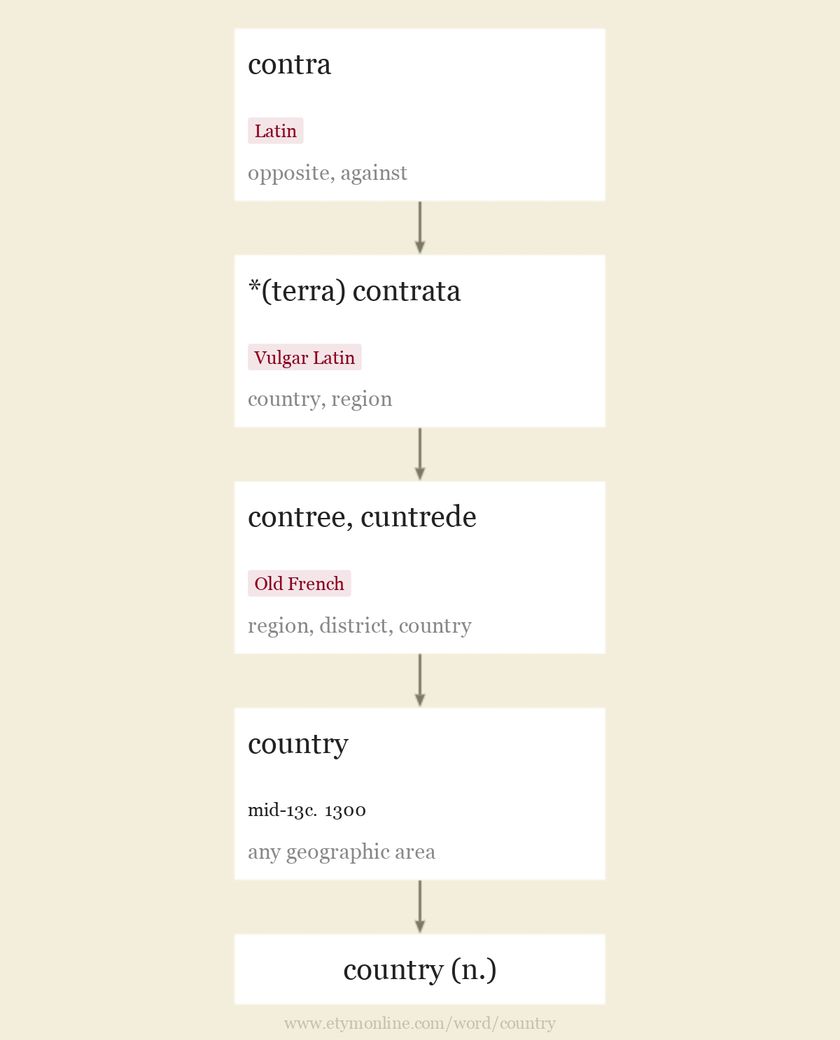 contra
Latin
opposite, against
*(terra) contrata
Vulgar Latin
country, region
contree, cuntrede
Old French
region, district, country
country
mid-13c. 1300
any geographic area
country (n.)
www.etymonline.com/word/country